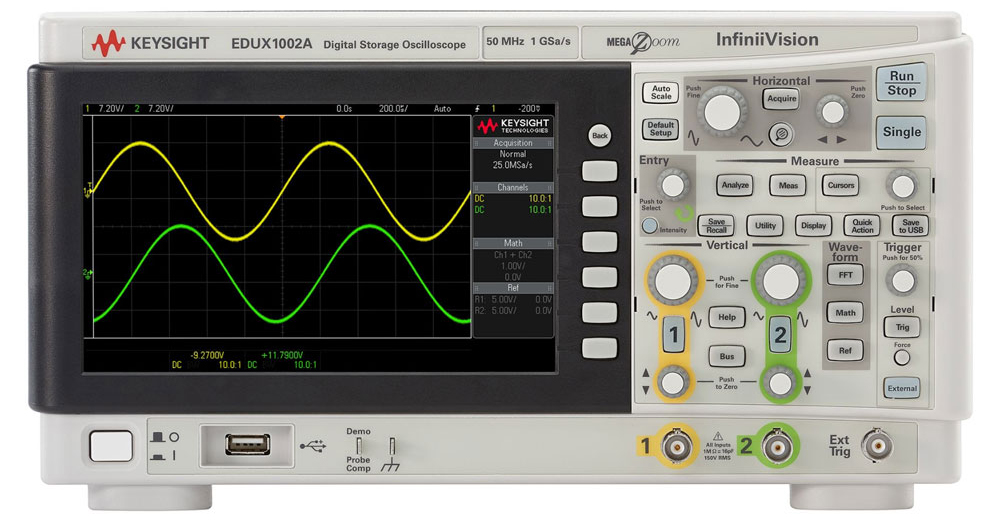 KEYSIGHT EDUX1002A Digital Storage Oscilloscope 50 MHz 1 GSa/s MEGA Zoom InfiniiVision
1 7.20V/ 2 7.20V/ 0.0s 200.0s/ Auto 1 -200
KEYSIGHT
TECHNOLOGIES
Acquisition
Normal
25.0MSa/s
Channels
DC 10.0:1
DC 10.0:1
Math
Ch1 + Ch2
1.00V/
0.0V
Ref
R1 5.00V/ 0.0V
R2 5.00V/ 0.0V
T
1
2
-9.2700V +11.7900V
DC 10.0:1 DC 10.0:1
Back
Horizontal
Auto
Scale
Push
Fine
Acquire
Push
Zero
Run
Stop
Default
Setup
Single
Entry
Push to
Select
Intensity
Measure
Analyze
Meas
Cursors
Push to Select
Save
Recall
Utility
Display
Quick
Action
Save
to USB
Vertical
Push
for Fine
1
Help
2
Bus
Push
to Zero
Wave-
form
FFT
Math
Ref
Trigger
Push for 50%
Level
Trig
Force
External
Demo
Probe
Comp
1
All Inputs
1M Ω ≅ 16pF
150V RMS
2
Ext
Trig